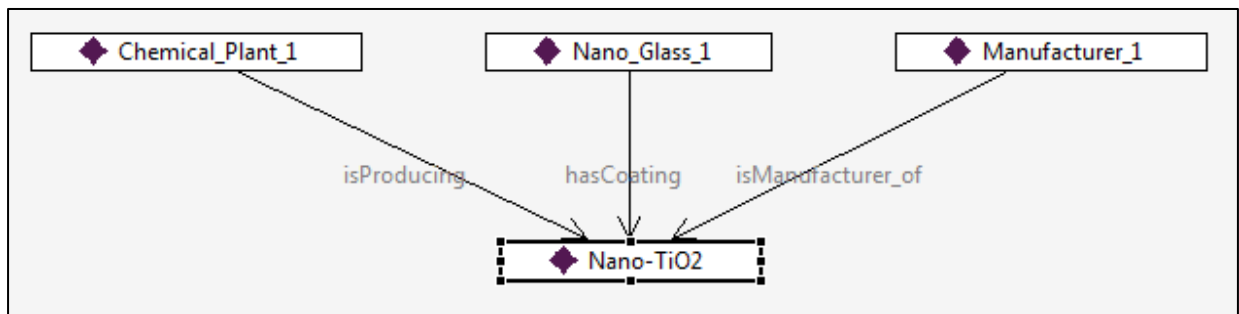 Chemical_Plant_1 Nano_Glass_1 Manufacturer_1
isProducing hasCoating isManufacturer_of
Nano-TiO2